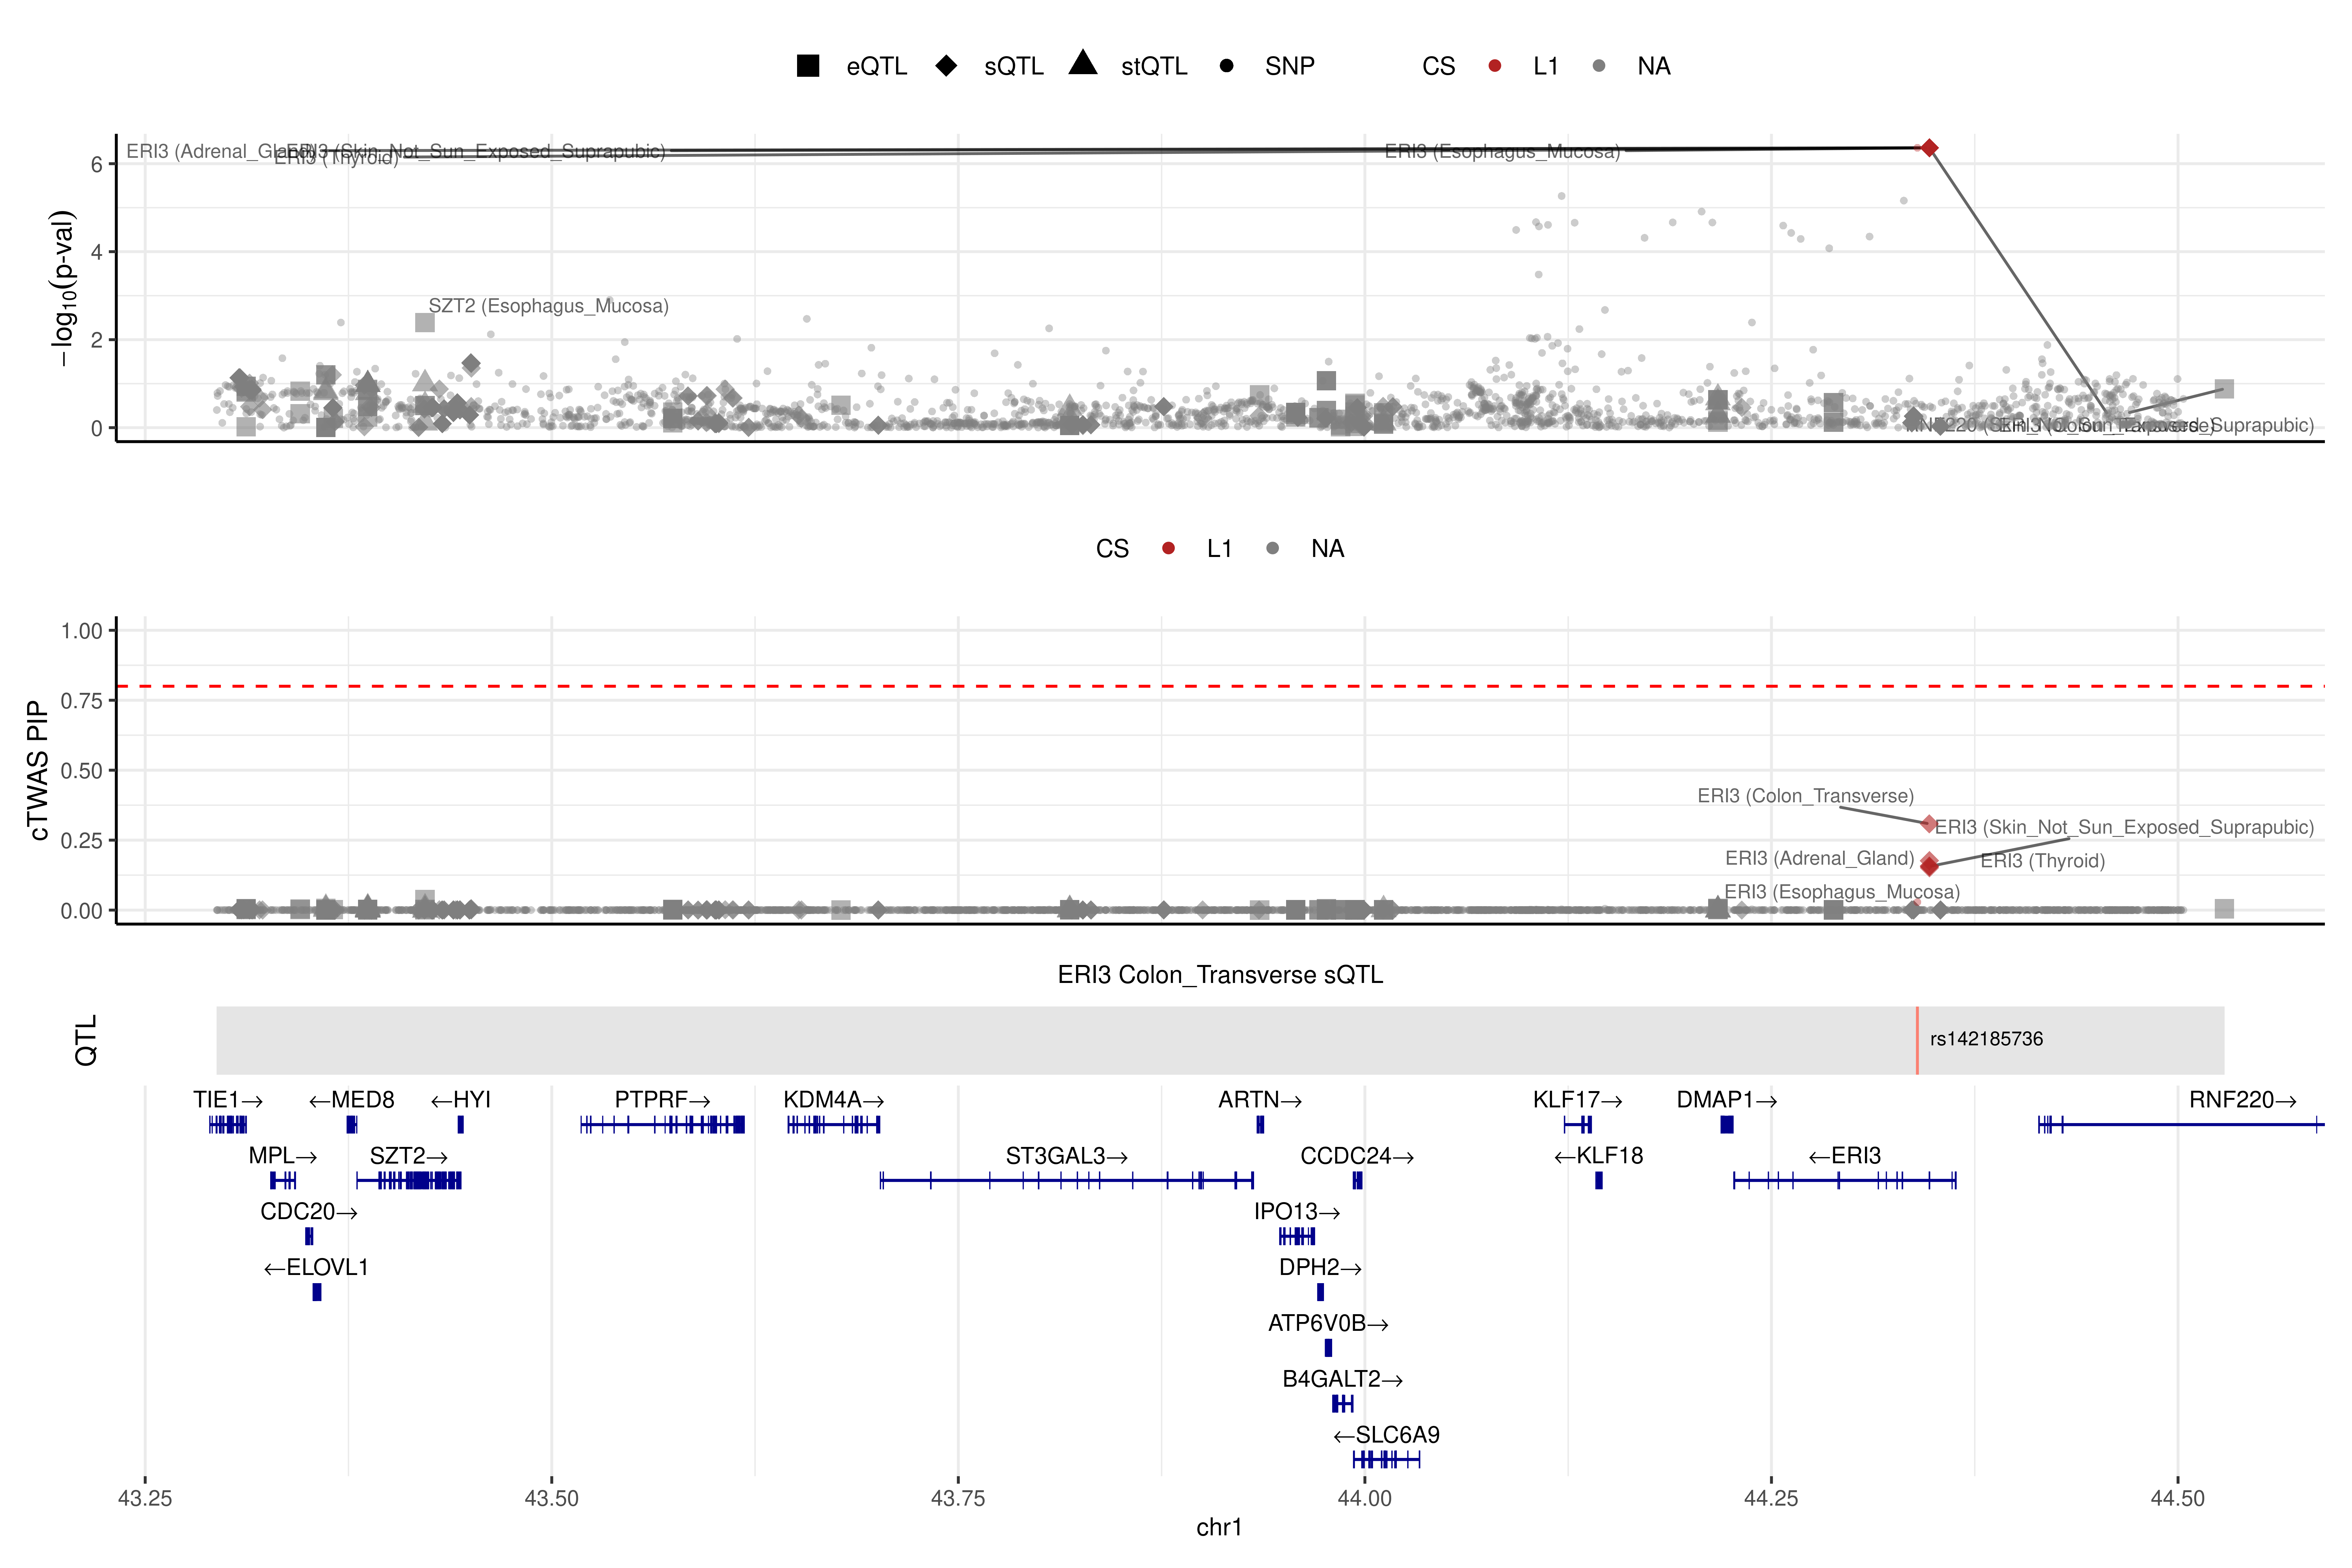 eQTL sQTL stQTL SNP CS L1 NA
ERI3 (Adrenal_Gland) ERI3 (Skin_Not_Sun_Exposed_Suprapubic) ERI3 (Esophagus_Mucosa)
ERI3 (Thyroid)
SZT2 (Esophagus_Mucosa)
RNF220 (Skin_Not_Sun_Exposed_Suprapubic)
ERI3 (Colon_Transverse)
6
4
2
0
−log10(p-val)
CS L1 NA
1.00
0.75
0.50
0.25
0.00
cTWAS PIP
ERI3 (Colon_Transverse)
ERI3 (Skin_Not_Sun_Exposed_Suprapubic)
ERI3 (Adrenal_Gland) ERI3 (Thyroid)
ERI3 (Esophagus_Mucosa)
ERI3 Colon_Transverse sQTL
QTL
rs142185736
TIE1→ ←MED8 ←HYI PTPRF→ KDM4A→ ARTN→ KLF17→ DMAP1→ RNF220→
MPL→ SZT2→ ST3GAL3→ CCDC24→ ←KLF18 ←ERI3
CDC20→ IPO13→
←ELOVL1 DPH2→
ATP6V0B→
B4GALT2→
←SLC6A9
43.25 43.50 43.75 44.00 44.25 44.50
chr1